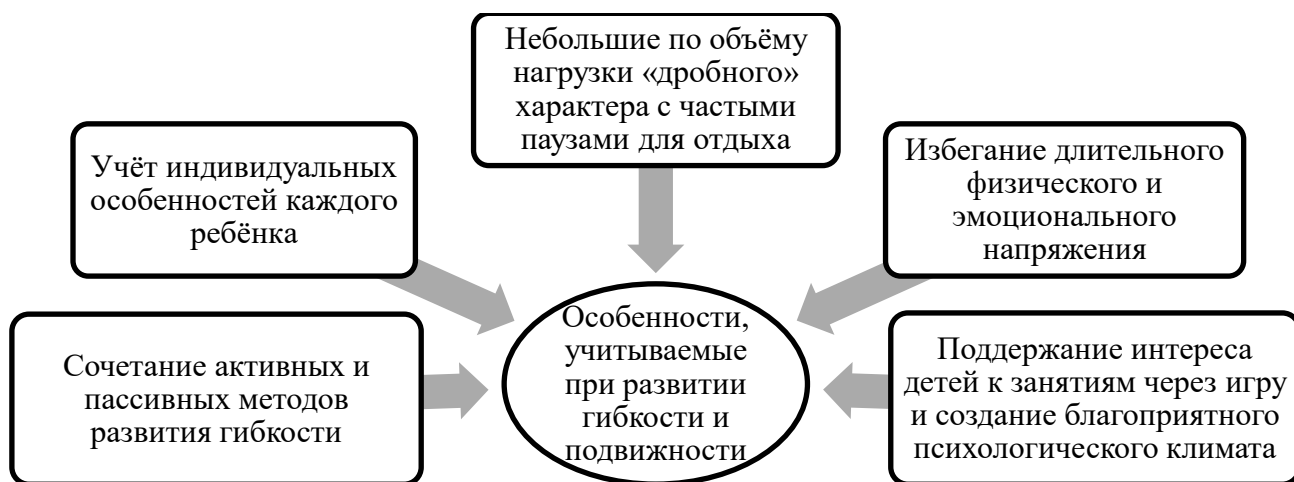 Небольшие по объёму
нагрузки «дробного»
характера с частыми
паузами для отдыха
Учёт индивидуальных
особенностей каждого
ребёнка
Избегание длительного
физического и
эмоционального
напряжения
Сочетание активных и
пассивных методов
развития гибкости
Особенности,
учитываемые
при развитии
гибкости и
подвижности
Поддержание интереса
детей к занятиям через игру
и создание благоприятного
психологического климата